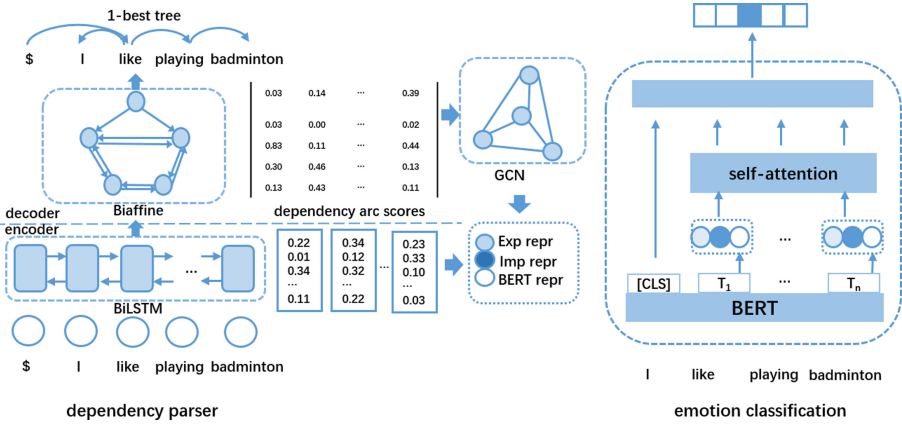 1-best tree
$ I like playing badminton
0.03 0.14 ... 0.39
0.03 0.00 ... 0.02
0.83 0.11 ... 0.44
0.30 0.46 ... 0.13
0.13 0.43 ... 0.11
Biaffine
GCN
decoder
encoder
dependency arc scores
0.22 0.34 0.23
0.01 0.12 0.33
0.34 0.32 ... 0.10
... ... ...
0.11 0.22 0.03
Exp repr
Imp repr
BERT repr
...
BiLSTM
$ I like playing badminton
dependency parser
self-attention
...
[CLS] T1 ... Tn
BERT
I like playing badminton
emotion classification